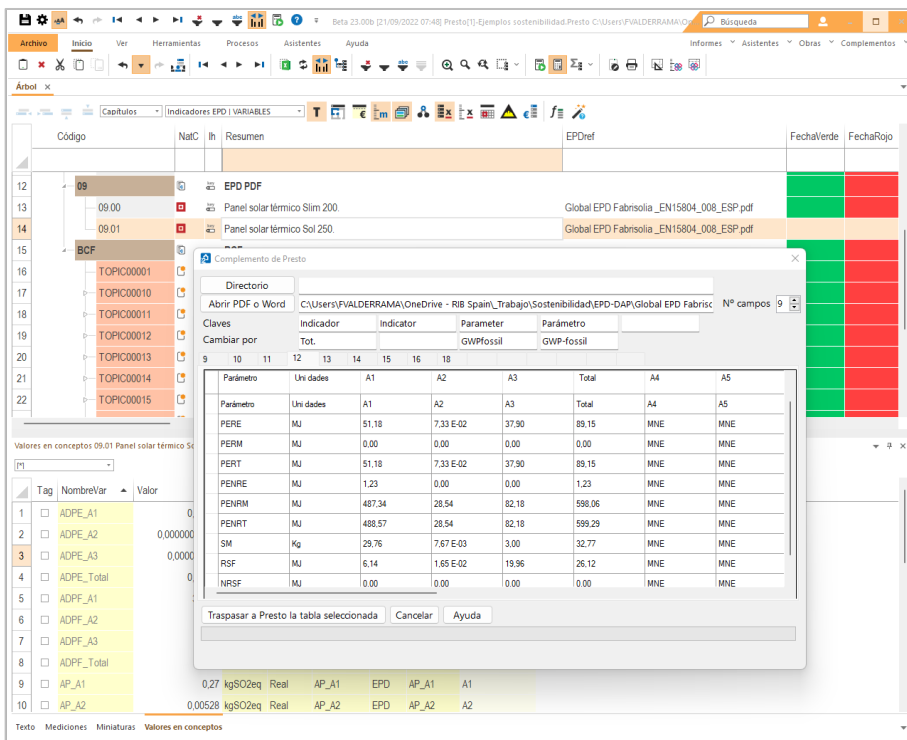 Beta 23.00b [21/09/2022 07:48] Presto[1]-Ejemplos sostenibilidad.Presto C:\Users\FVALDERRAMA\
Búsqueda
Archivo Inicio Ver Herramientas Procesos Asistentes Ayuda Informes Asistentes Obras Complementos
Árbol
Capítulos Indicadores EPD | VARIABLES
Código NatC Ih Resumen EPDref FechaVerde FechaRojo
12 09 EPD PDF
13 09.00 Panel solar térmico Slim 200. Global EPD Fabrisolia _EN15804_008_ESP.pdf
14 09.01 Panel solar térmico Sol 250. Global EPD Fabrisolia _EN15804_008_ESP.pdf
15 BCF
16 TOPIC00001
17 TOPIC00010
18 TOPIC00011
19 TOPIC00012
20 TOPIC00013
21 TOPIC00014
22 TOPIC00015
Complemento de Presto
Directorio
Abrir PDF o Word C:\Users\FVALDERRAMA\OneDrive - RIB Spain\_Trabajo\Sostenibilidad\EPD-DAP\Global EPD Fabrisc Nº campos 9
Claves Indicador Indicator Parameter Parámetro
Cambiar por Tot. GWPfossil GWP-fossil
9 10 11 12 13 14 15 16 18
Parámetro Uni dades A1 A2 A3 Total A4 A5
Parámetro Uni dades A1 A2 A3 Total A4 A5
PERE MJ 51,18 7,33 E-02 37,90 89,15 MNE MNE
PERM MJ 0,00 0,00 0,00 0,00 MNE MNE
PERT MJ 51,18 7,33 E-02 37,90 89,15 MNE MNE
PENRE MJ 1,23 0,00 0,00 1,23 MNE MNE
PENRM MJ 487,34 28,54 82,18 598,06 MNE MNE
PENRT MJ 488,57 28,54 82,18 599,29 MNE MNE
SM Kg 29,76 7,67 E-03 3,00 32,77 MNE MNE
RSF MJ 6,14 1,65 E-02 19,96 26,12 MNE MNE
NRSF MJ 0,00 0,00 0,00 0,00 MNE MNE
Traspasar a Presto la tabla seleccionada Cancelar Ayuda
Valores en conceptos 09.01 Panel solar térmico So
[*]
Tag NombreVar Valor
1 ADPE_A1 0,
2 ADPE_A2 0,000000
3 ADPE_A3 0,0000
4 ADPE_Total 0,
5 ADPF_A1
6 ADPF_A2
7 ADPF_A3
8 ADPF_Total
9 AP_A1 0,27 kgSO2eq Real AP_A1 EPD AP_A1 A1
10 AP_A2 0,00528 kgSO2eq Real AP_A2 EPD AP_A2 A2
Texto Mediciones Miniaturas Valores en conceptos